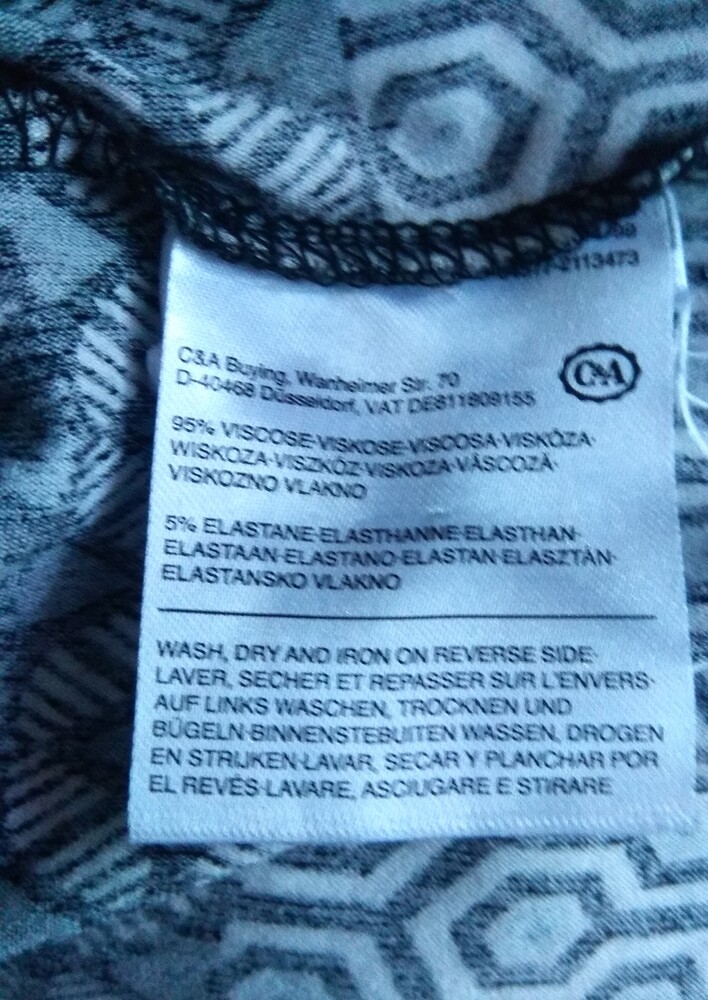 2113473
C&A Buying, Wanheimer Str. 70
D-40468 Düsseldorf, VAT DE811809155
C&A
95% VISCOSE·VISKOSE·VISCOSA·VISKÓZA·
WISKOZA·VISZKÓZ·VISKOZA·VÂSCOZÀ·
VISKOZNO VLAKNO
5% ELASTANE·ELASTHANNE·ELASTHAN·
ELASTAAN·ELASTANO·ELASTAN·ELASZTÁN·
ELASTANSKO VLAKNO
WASH, DRY AND IRON ON REVERSE SIDE·
LAVER, SECHER ET REPASSER SUR L'ENVERS·
AUF LINKS WASCHEN, TROCKNEN UND
BÜGELN·BINNENSTEBUITEN WASSEN, DROGEN
EN STRIJKEN·LAVAR, SECAR Y PLANCHAR POR
EL REVÉS·LAVARE, ASCIUGARE E STIRARE